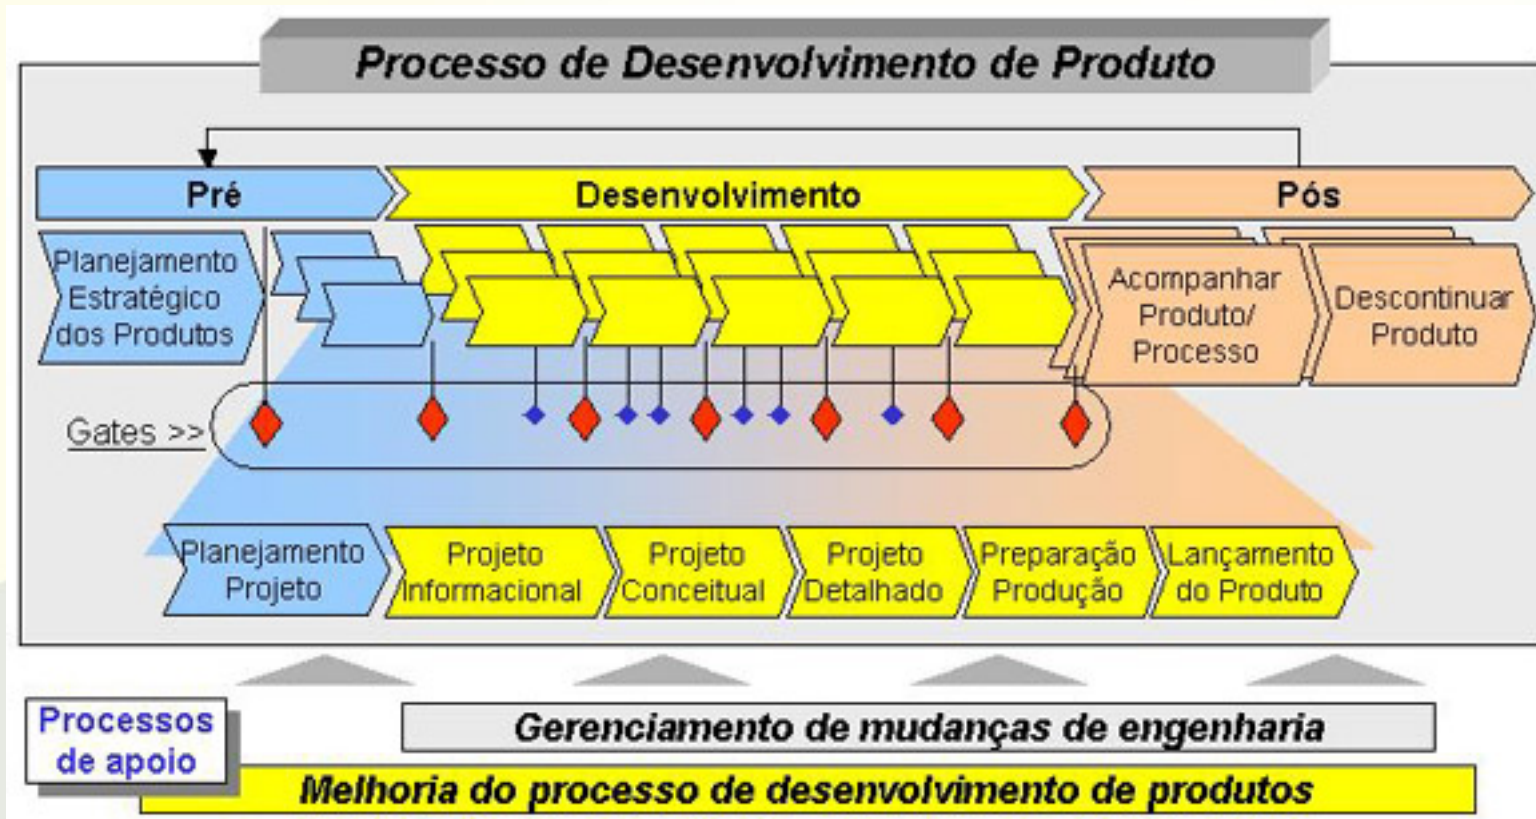 Processo de Desenvolvimento de Produto
Pré
Desenvolvimento
Pós
Planejamento
Estratégico
dos Produtos
Acompanhar
Produto/
Processo
Descontinuar
Produto
Gates >>
Planejamento
Projeto
Projeto
Informacional
Projeto
Conceitual
Projeto
Detalhado
Preparação
Produção
Lançamento
do Produto
Processos
de apoio
Gerenciamento de mudanças de engenharia
Melhoria do processo de desenvolvimento de produtos